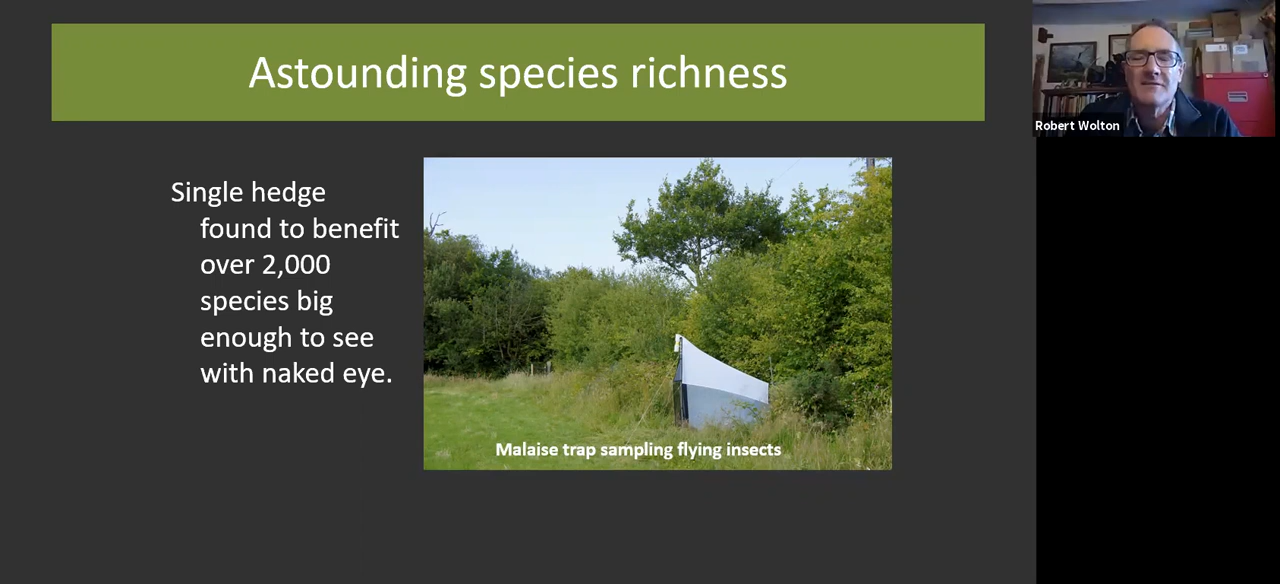 Astounding species richness
Robert Wolton
Single hedge
found to benefit
over 2,000
species big
enough to see
with naked eye.
Malaise trap sampling flying insects